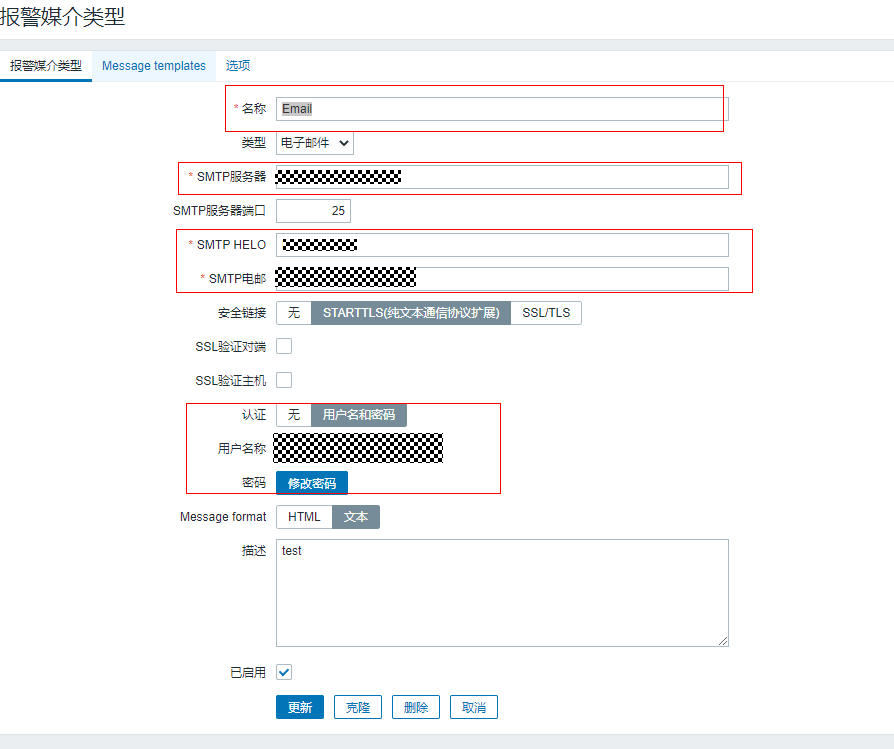 报警媒介类型
报警媒介类型 Message templates 选项
* 名称 Email
类型 电子邮件
* SMTP服务器
SMTP服务器端口 25
* SMTP HELO
* SMTP电邮
安全链接 无 STARTTLS(纯文本通信协议扩展) SSL/TLS
SSL验证对端
SSL验证主机
认证 无 用户名和密码
用户名称
密码 修改密码
Message format HTML 文本
描述 test
已启用
更新 克隆 删除 取消